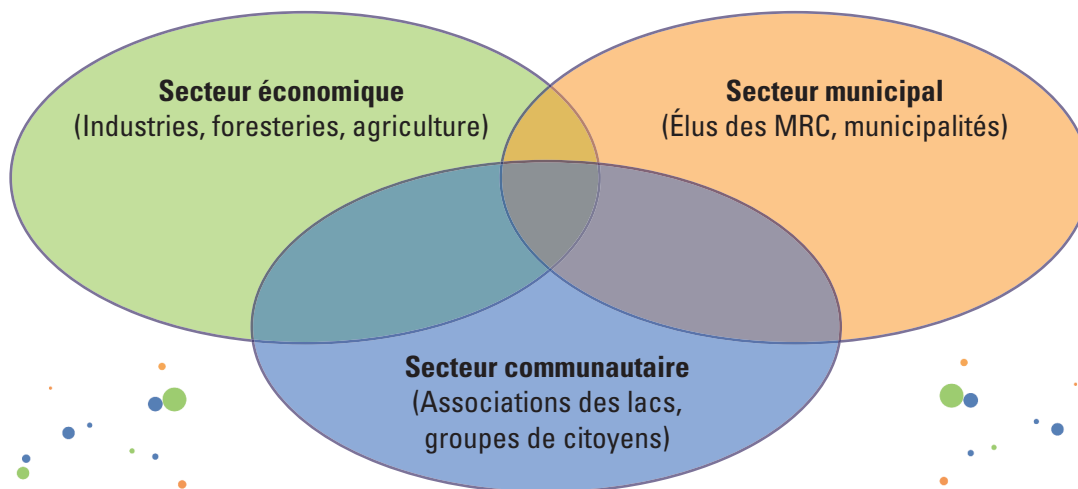 Secteur économique
(Industries, foresteries, agriculture)
Secteur municipal
(Élus des MRC, municipalités)
Secteur communautaire
(Associations des lacs,
groupes de citoyens)